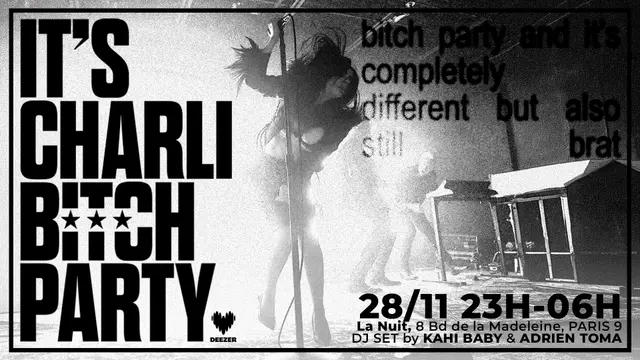 IT'S
CHARLI
B***TCH
PARTY.
DEEZER
bitch party and it's
completely
different but also
still brat
28/11 23H-06H
La Nuit, 8 Bd de la Madeleine, PARIS 9
DJ SET by KAHI BABY & ADRIEN TOMA